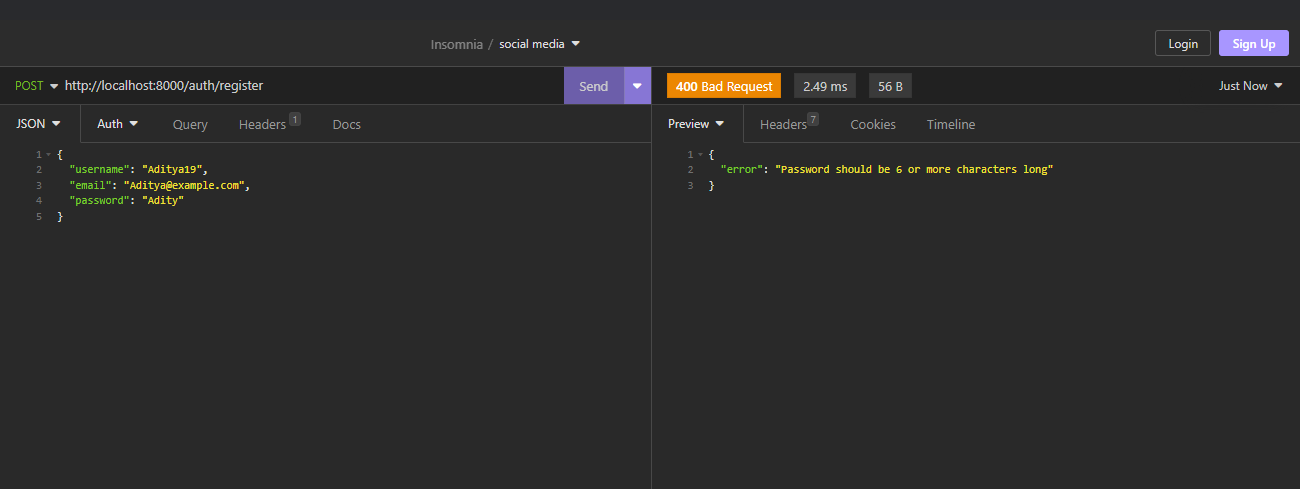 Insomnia / social media
Login
Sign Up
POST http://localhost:8000/auth/register
Send
400 Bad Request
2.49 ms
56 B
Just Now
JSON
Auth
Query
Headers 1
Docs
1 {
2 "username": "Aditya19",
3 "email": "Aditya@example.com",
4 "password": "Adity"
5 }
Preview
Headers 7
Cookies
Timeline
1 {
2 "error": "Password should be 6 or more characters long"
3 }